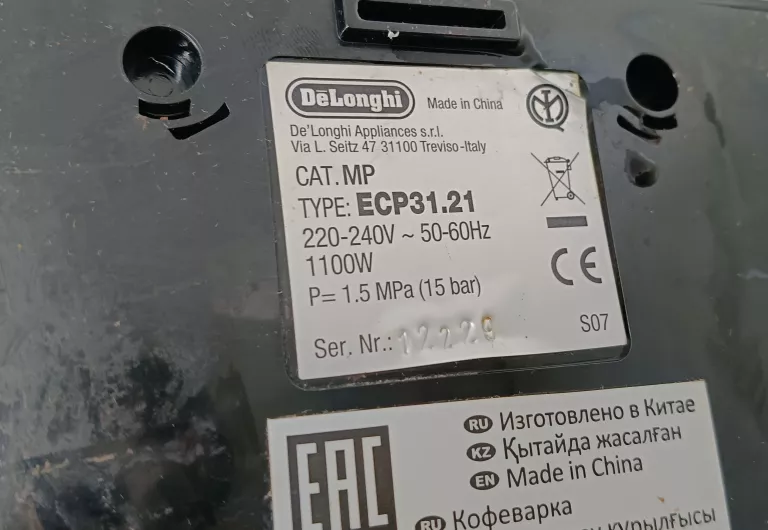 DeLonghi
Made in China
De'Longhi Appliances s.r.l.
Via L. Seitz 47 31100 Treviso-Italy
CAT. MP
TYPE: ECP31.21
220-240V ~ 50-60Hz
1100W
P= 1.5 MPa (15 bar)
CE
Ser. Nr.: 12229
S07
EAC
RU Изготовлено в Китае
KZ Қытайда жасалған
EN Made in China
RU Кофеварка
құрылғысы